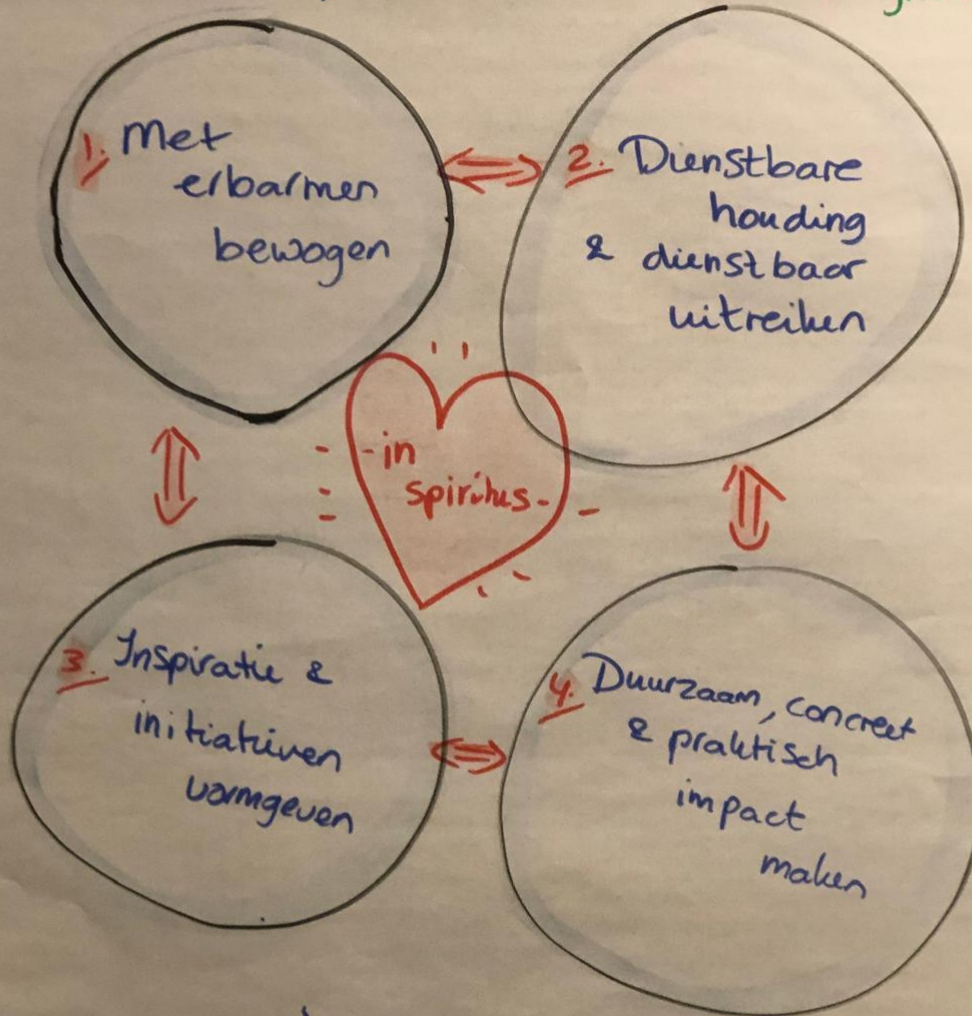 1. Met
erbarmen
bewogen
2. Dienstbare
houding
& dienstbaar
uitreiken
-in
spiritus-
3. Inspiratie &
initiatieven
vormgeven
4. Duurzaam, concreet
& praktisch
impact
maken